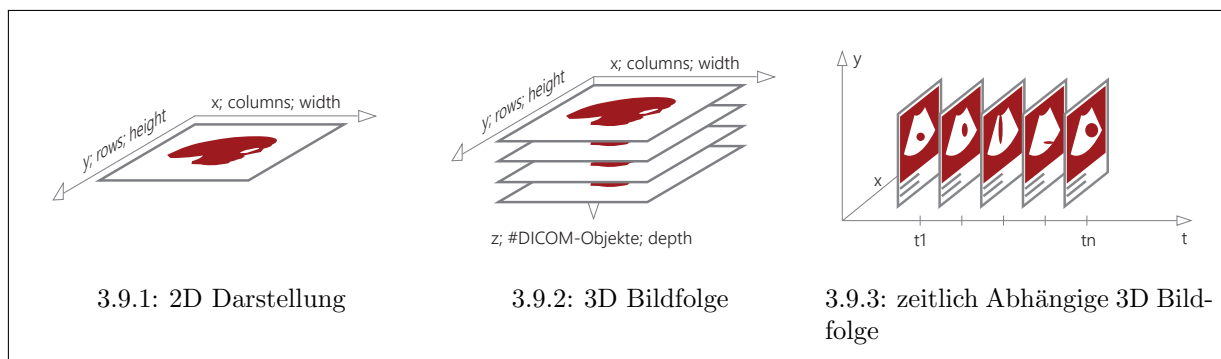 x; columns; width
y; rows; height
3.9.1: 2D Darstellung
x; columns; width
y; rows; height
z; #DICOM-Objekte; depth
3.9.2: 3D Bildfolge
y
x
t1
tn
t
3.9.3: zeitlich Abhängige 3D Bild-
folge